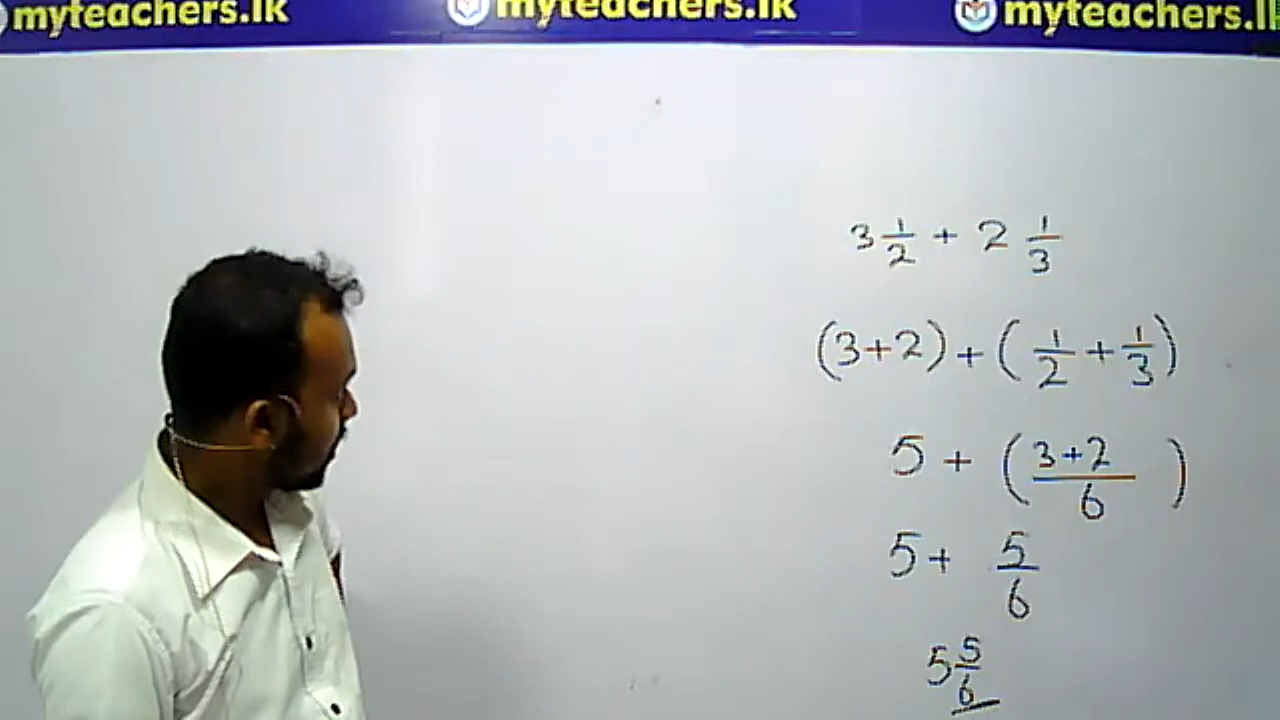 myteachers.lk myteachers.lk myteachers.l
3 1/2 + 2 1/3
(3+2) + (1/2 + 1/3)
5 + (3+2/6)
5 + 5/6
5 5/6